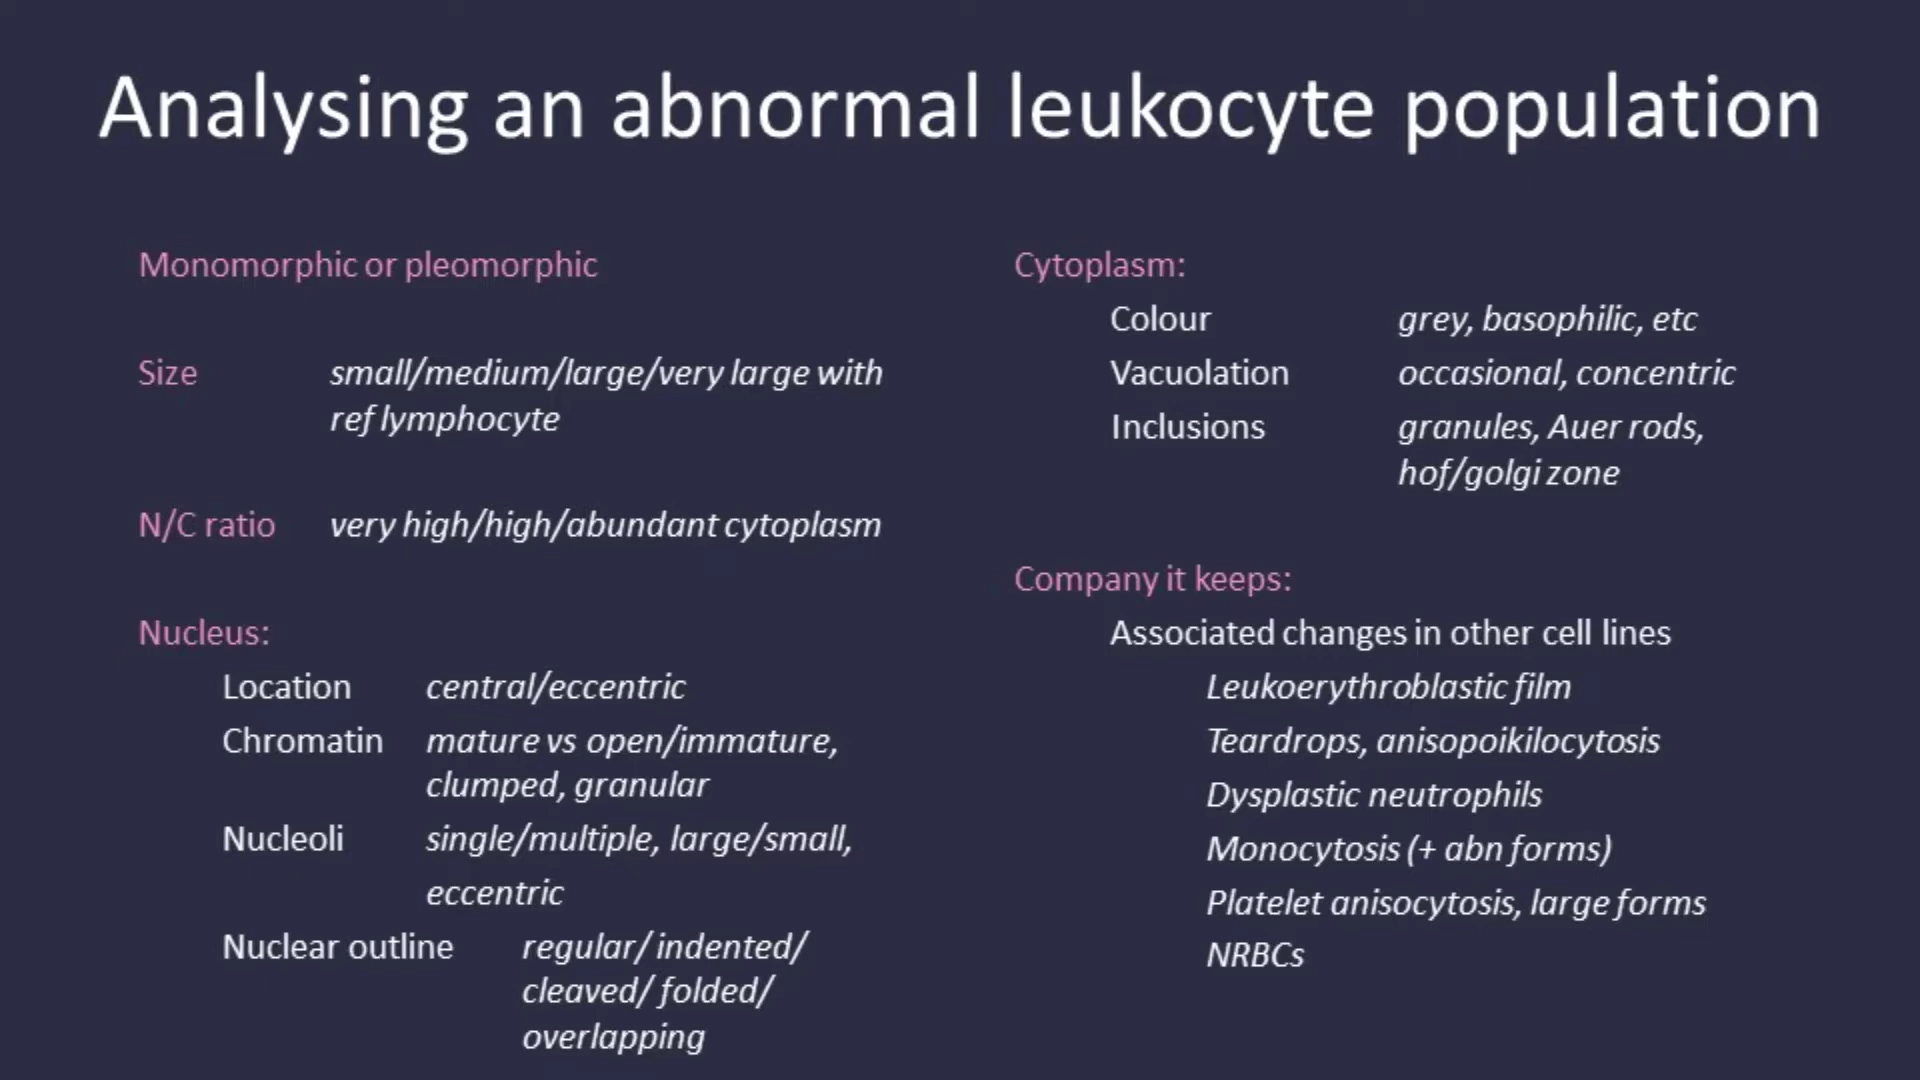 Analysing an abnormal leukocyte population
Monomorphic or pleomorphic
Size small/medium/large/very large with
ref lymphocyte
N/C ratio very high/high/abundant cytoplasm
Nucleus:
Location central/eccentric
Chromatin mature vs open/immature,
clumped, granular
Nucleoli single/multiple, large/small,
eccentric
Nuclear outline regular/ indented/
cleaved/ folded/
overlapping
Cytoplasm:
Colour grey, basophilic, etc
Vacuolation occasional, concentric
Inclusions granules, Auer rods,
hof/golgi zone
Company it keeps:
Associated changes in other cell lines
Leukoerythroblastic film
Teardrops, anisopoikilocytosis
Dysplastic neutrophils
Monocytosis (+ abn forms)
Platelet anisocytosis, large forms
NRBCs